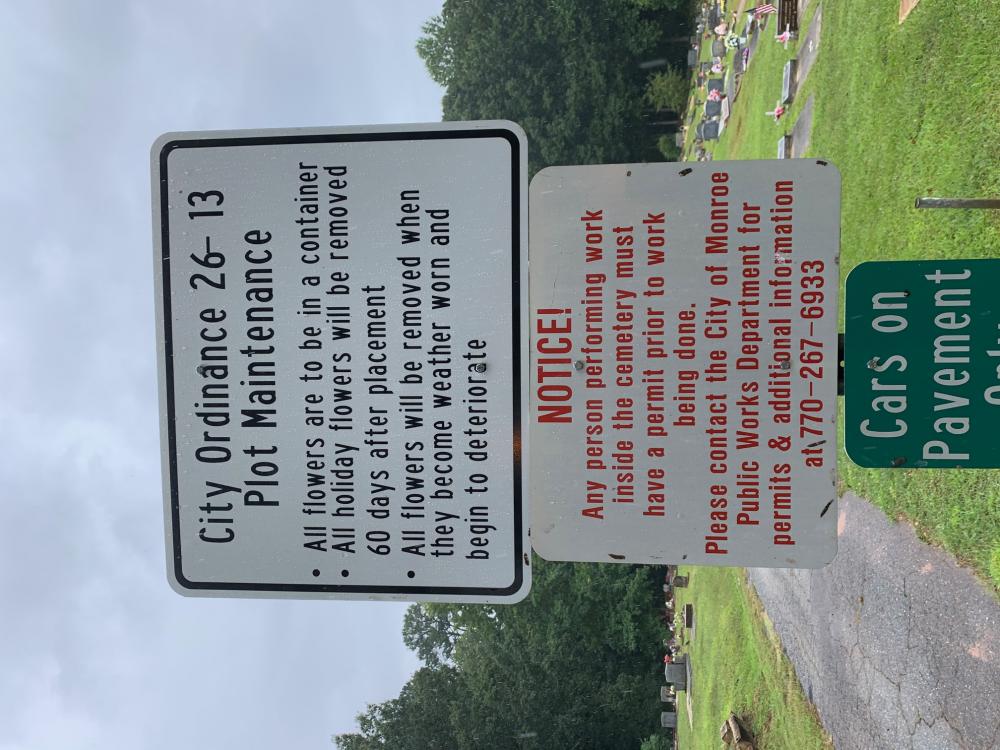 City Ordinance 26-13
Plot Maintenance
• All flowers are to be in a container
• All holiday flowers will be removed
60 days after placement
• All flowers will be removed when
they become weather worn and
begin to deteriorate
NOTICE!
Any person performing work
inside the cemetery must
have a permit prior to work
being done.
Please contact the City of Monroe
Public Works Department for
permits & additional information
at 770-267-6933
Cars on
Pavement
Only